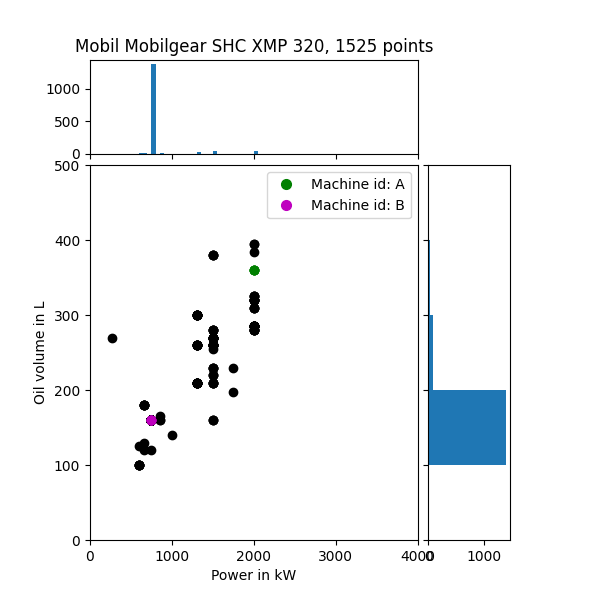 Mobil Mobilgear SHC XMP 320, 1525 points
1000
500
0
500
400
300
200
100
0
Oil volume in L
Machine id: A
Machine id: B
0 1000 2000 3000 4000
0 1000
Power in kW